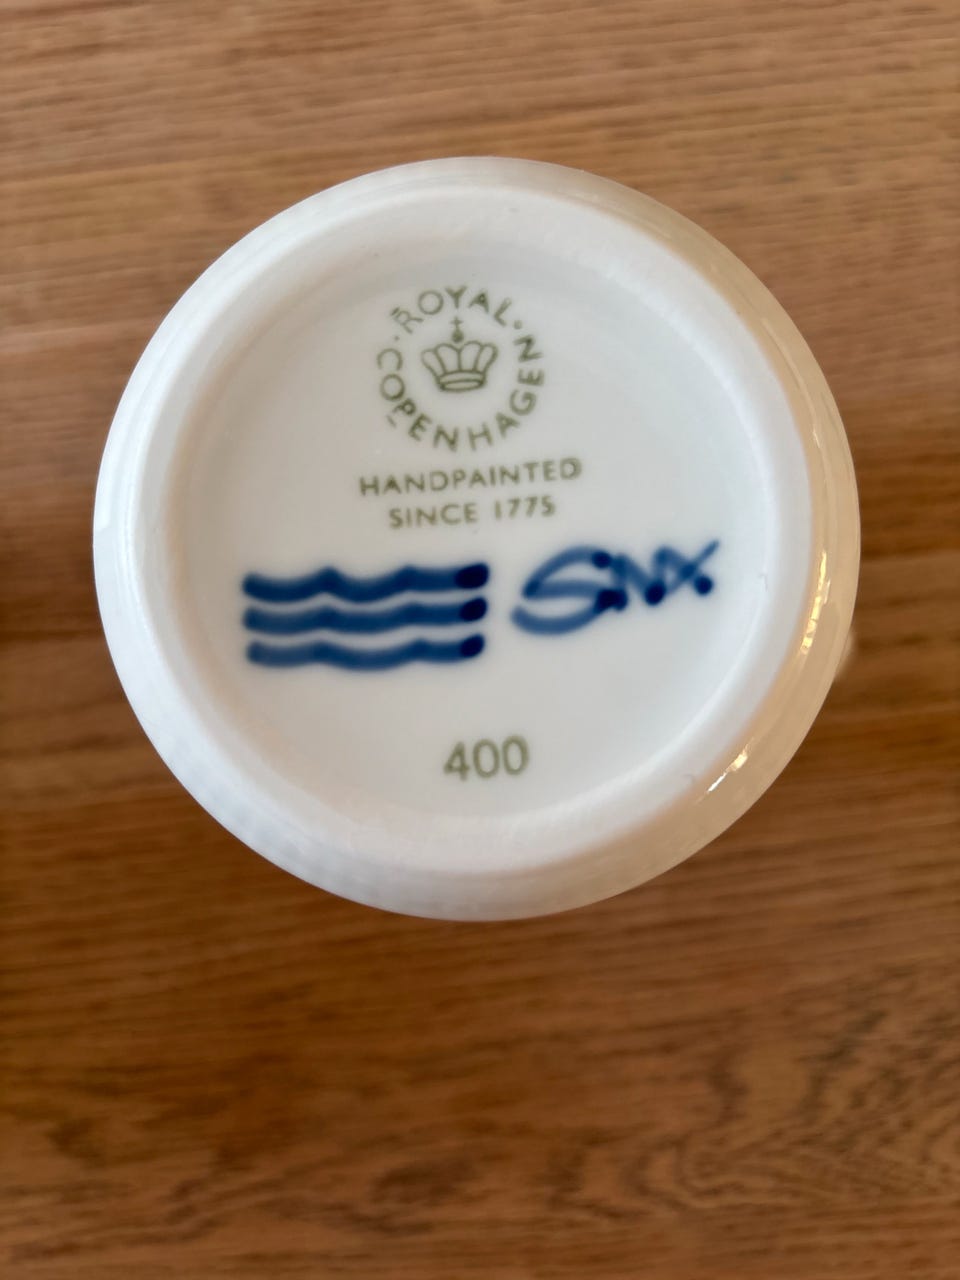 ROYAL · COPENHAGEN ·
HANDPAINTED
SINCE 1775
400